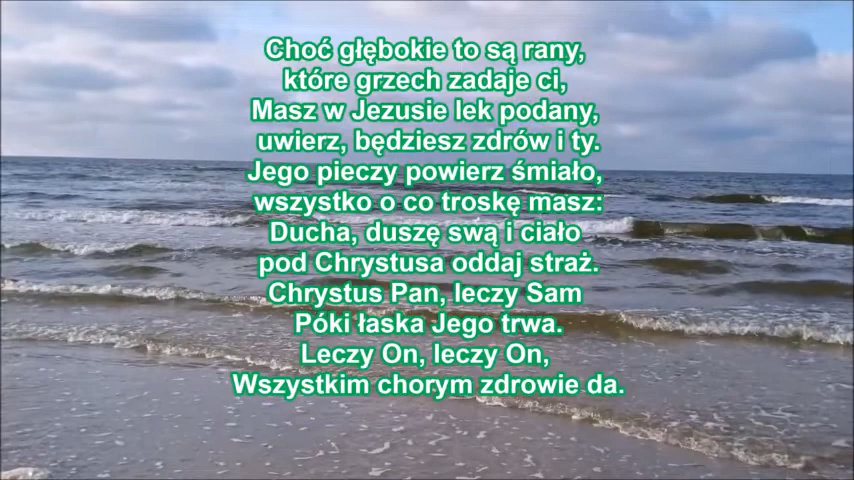 Choć głębokie to są rany,
które grzech zadaje ci,
Masz w Jezusie lek podany,
uwierz, będziesz zdrów i ty.
Jego pieczy powierz śmiało,
wszystko o co troskę masz:
Ducha, duszę swą i ciało
pod Chrystusa oddaj straż.
Chrystus Pan, leczy Sam
Póki łaska Jego trwa.
Leczy On, leczy On,
Wszystkim chorym zdrowie da.